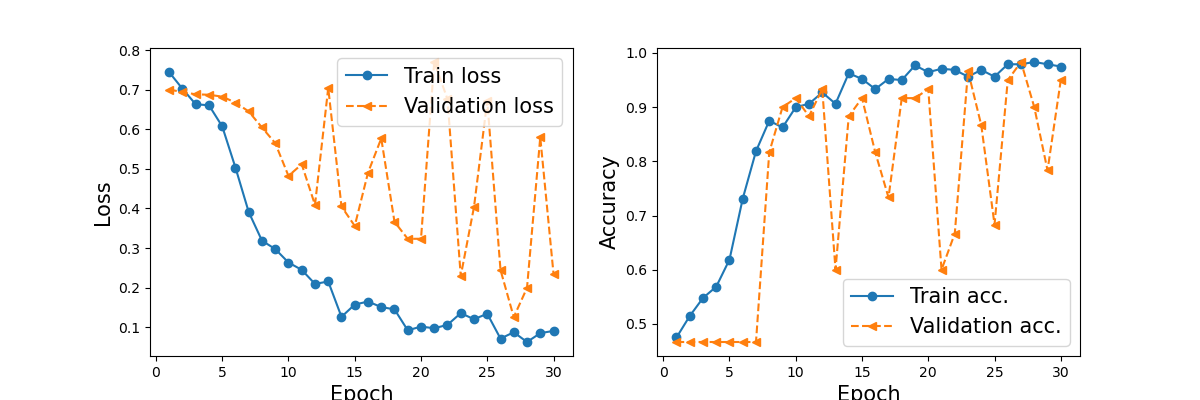 0.8
0.7
0.6
0.5
0.4
0.3
0.2
0.1
Loss
Train loss
Validation loss
0 5 10 15 20 25 30
Epoch
1.0
0.9
0.8
0.7
0.6
0.5
Accuracy
Train acc.
Validation acc.
0 5 10 15 20 25 30
Epoch